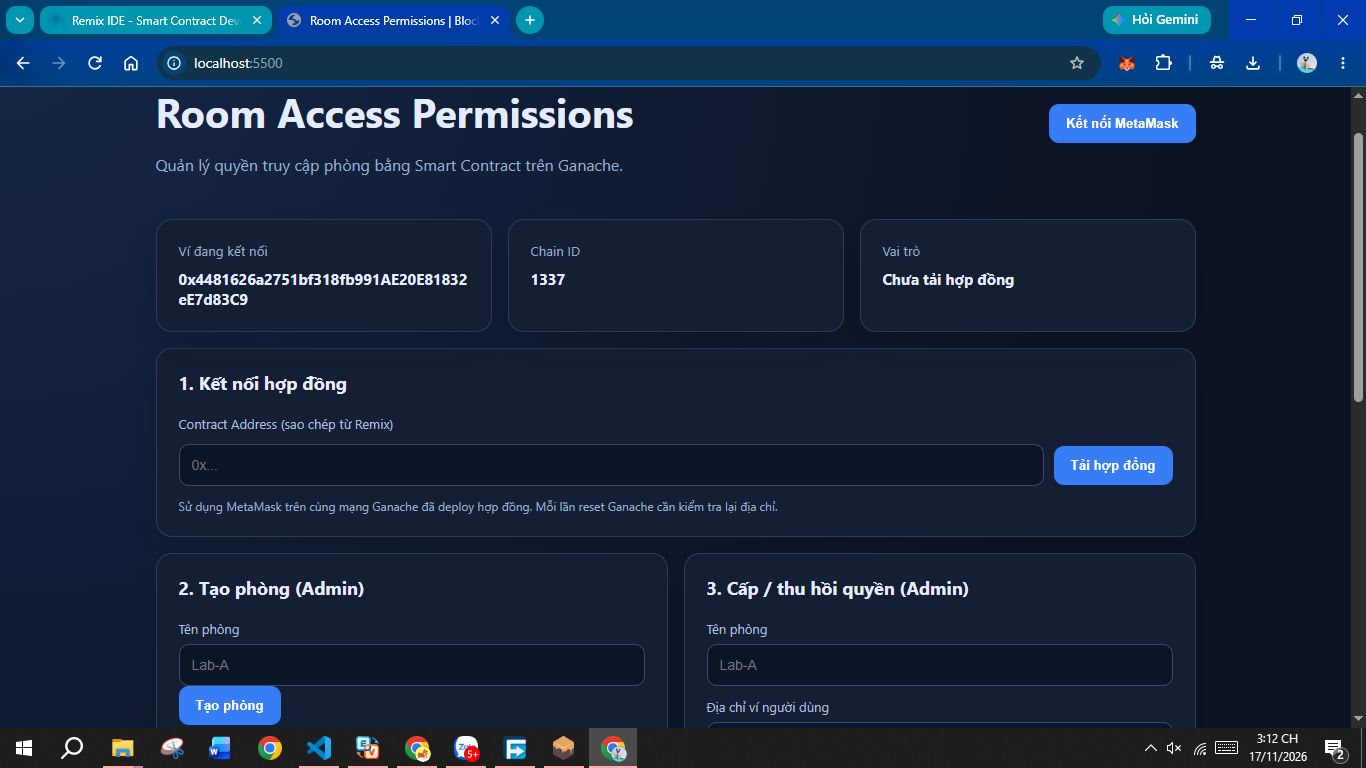 Remix IDE - Smart Contract Dev
Room Access Permissions | Bloc
Hỏi Gemini
localhost:5500
Room Access Permissions
Kết nối MetaMask
Quản lý quyền truy cập phòng bằng Smart Contract trên Ganache.
Ví đang kết nối
0x4481626a2751bf318fb991AE20E81832
eE7d83C9
Chain ID
1337
Vai trò
Chưa tải hợp đồng
1. Kết nối hợp đồng
Contract Address (sao chép từ Remix)
0x...
Tải hợp đồng
Sử dụng MetaMask trên cùng mạng Ganache đã deploy hợp đồng. Mỗi lần reset Ganache cần kiểm tra lại địa chỉ.
2. Tạo phòng (Admin)
Tên phòng
Lab-A
Tạo phòng
3. Cấp / thu hồi quyền (Admin)
Tên phòng
Lab-A
Địa chỉ ví người dùng
5+
3:12 CH
17/11/2026
2